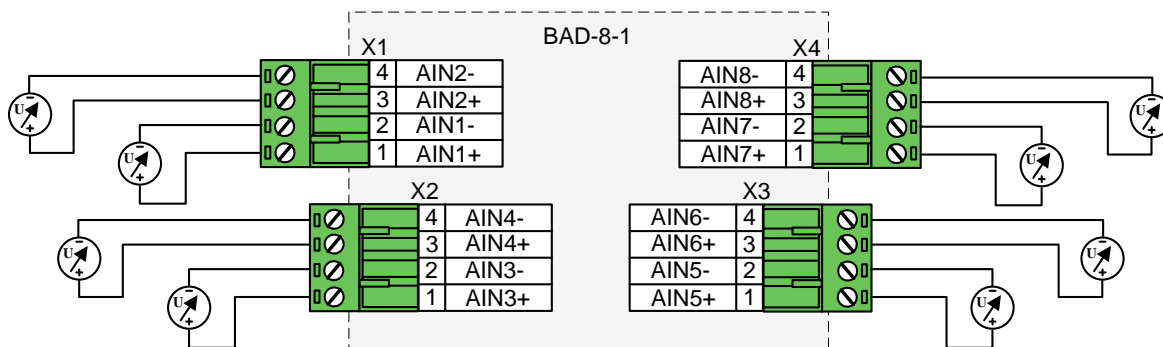 BAD-8-1
X1
4 AIN2-
3 AIN2+
2 AIN1-
1 AIN1+
U - +
U - +
X4
AIN8- 4
AIN8+ 3
AIN7- 2
AIN7+ 1
U - +
U - +
X2
4 AIN4-
3 AIN4+
2 AIN3-
1 AIN3+
U - +
U - +
X3
AIN6- 4
AIN6+ 3
AIN5- 2
AIN5+ 1
U - +
U - +